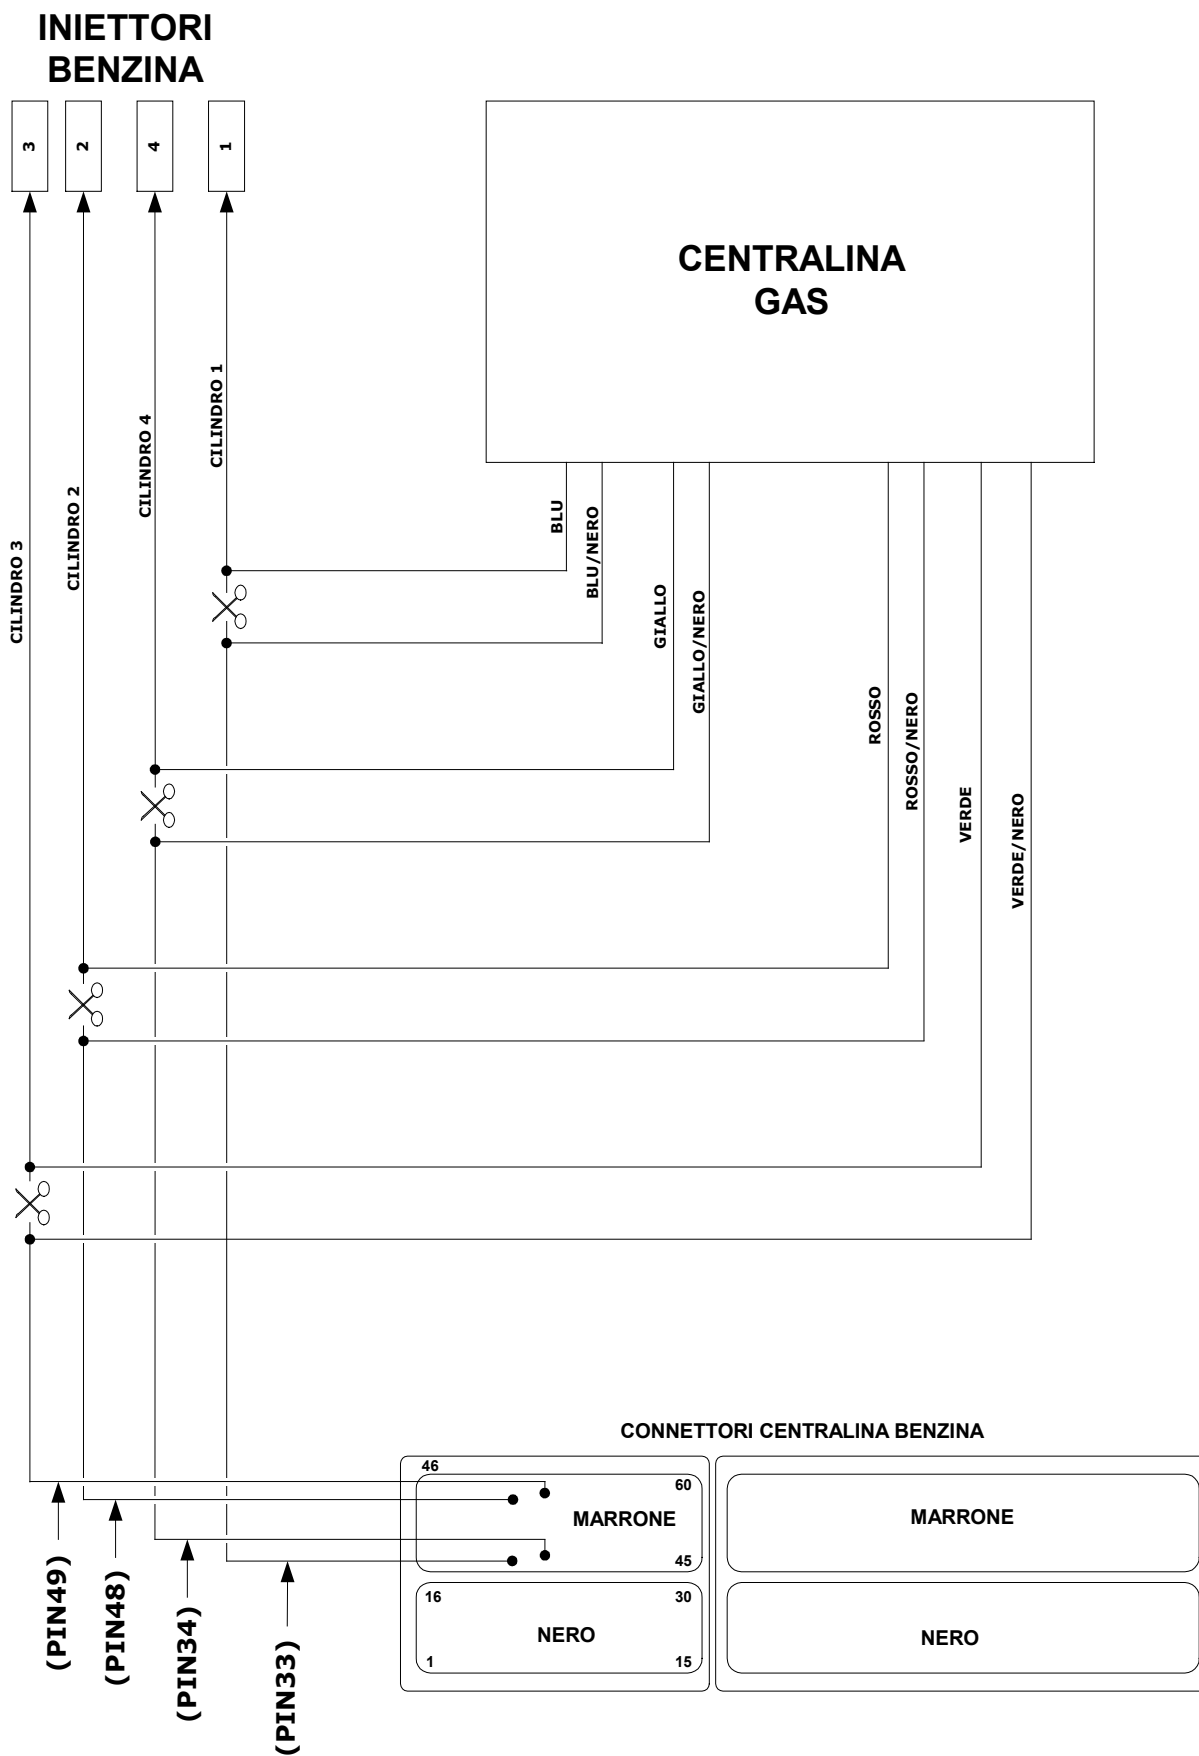 INIETTORI
BENZINA
3
2
4
1
CENTRALINA
GAS
CILINDRO 3
CILINDRO 2
CILINDRO 4
CILINDRO 1
BLU
BLU/NERO
GIALLO
GIALLO/NERO
ROSSO
ROSSO/NERO
VERDE
VERDE/NERO
CONNETTORI CENTRALINA BENZINA
46
60
MARRONE
45
16
30
NERO
1
15
MARRONE
NERO
(PIN49)
(PIN48)
(PIN34)
(PIN33)